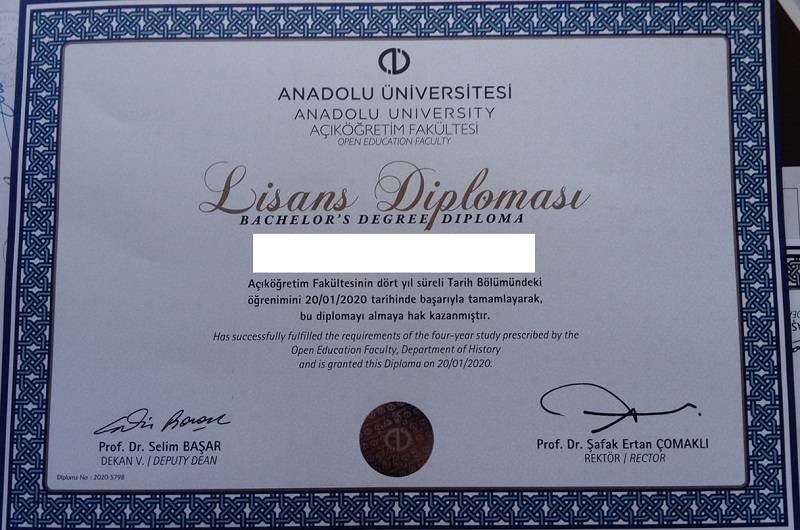 ANADOLU ÜNİVERSİTESİ
ANADOLU UNIVERSITY
AÇIKÖĞRETİM FAKÜLTESİ
OPEN EDUCATION FACULTY
Lisans Diploması
BACHELOR'S DEGREE DIPLOMA
Açıköğretim Fakültesinin dört yıl süreli Tarih Bölümündeki
öğrenimini 20/01/2020 tarihinde başarıyla tamamlayarak,
bu diplomayı almaya hak kazanmıştır.
Has successfully fulfilled the requirements of the four-year study prescribed by the
Open Education Faculty, Department of History
and is granted this Diploma on 20/01/2020.
Prof. Dr. Selim BAŞAR
DEKAN V. / DEPUTY DEAN
Prof. Dr. Şafak Ertan ÇOMAKLI
REKTÖR / RECTOR
Diploma No : 2020-5798